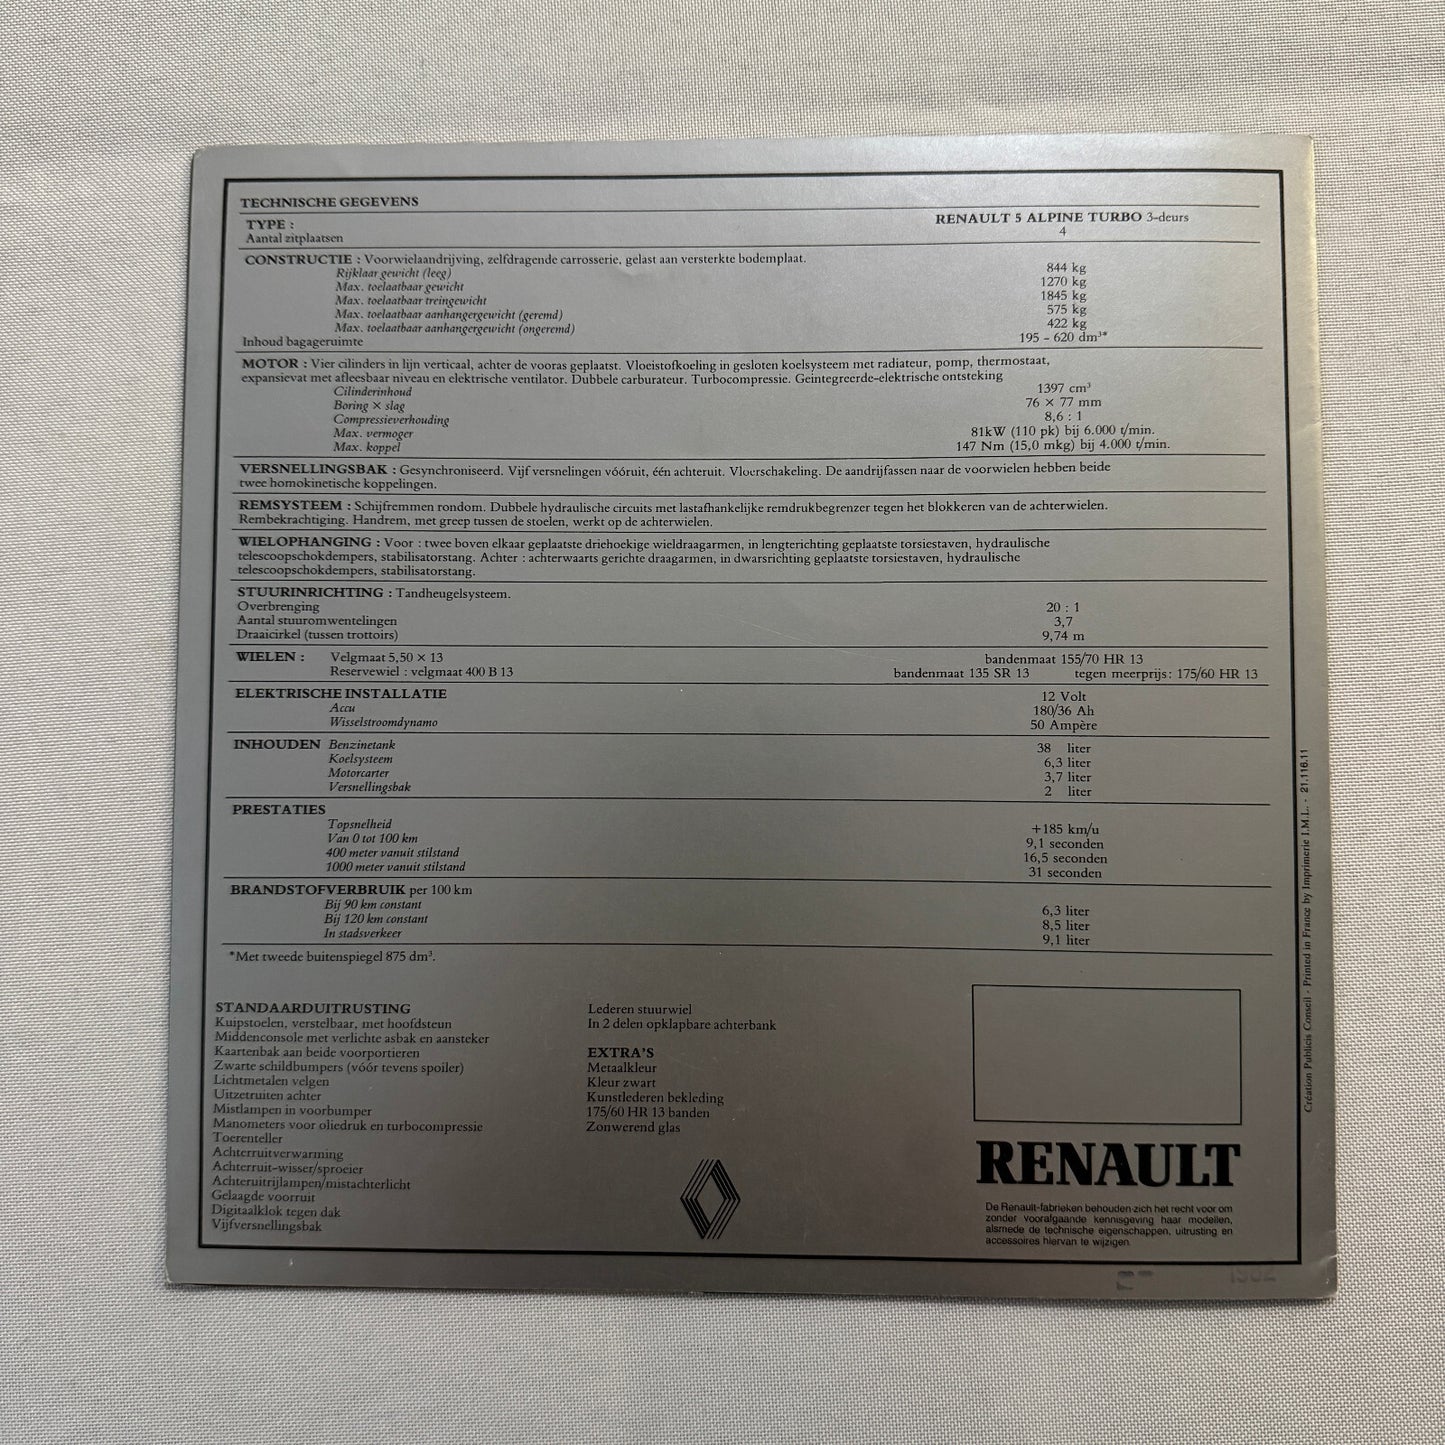 TECHNISCHE GEGEVENS
TYPE : RENAULT 5 ALPINE TURBO 3-deurs
Aantal zitplaatsen 4
CONSTRUCTIE : Voorwielaandrijving, zelfdragende carrosserie, gelast aan versterkte bodemplaat.
Rijklaar gewicht (leeg) 844 kg
Max. toelaatbaar gewicht 1270 kg
Max. toelaatbaar treingewicht 1845 kg
Max. toelaatbaar aanhangergewicht (geremd) 575 kg
Max. toelaatbaar aanhangergewicht (ongeremd) 422 kg
Inhoud bagageruimte 195 - 620 dm³*
MOTOR : Vier cilinders in lijn verticaal, achter de vooras geplaatst. Vloeistofkoeling in gesloten koelsysteem met radiateur, pomp, thermostaat,
expansievat met afleesbaar niveau en elektrische ventilator. Dubbele carburateur. Turbocompressie. Geintegreerde-elektrische ontsteking
Cilinderinhoud 1397 cm³
Boring × slag 76 × 77 mm
Compressieverhouding 8,6 : 1
Max. vermoger 81kW (110 pk) bij 6.000 t/min.
Max. koppel 147 Nm (15,0 mkg) bij 4.000 t/min.
VERSNELLINGSBAK : Gesynchroniseerd. Vijf versnelingen vóóruit, één achteruit. Vloerschakeling. De aandrijfassen naar de voorwielen hebben beide
twee homokinetische koppelingen.
REMSYSTEEM : Schijfremmen rondom. Dubbele hydraulische circuits met lastafhankelijke remdrukbegrenzer tegen het blokkeren van de achterwielen.
Rembekrachtiging. Handrem, met greep tussen de stoelen, werkt op de achterwielen.
WIELOPHANGING : Voor : twee boven elkaar geplaatste driehoekige wieldraagarmen, in lengterichting geplaatste torsiestaven, hydraulische
telescoopschokdempers, stabilisatorstang. Achter : achterwaarts gerichte draagarmen, in dwarsrichting geplaatste torsiestaven, hydraulische
telescoopschokdempers, stabilisatorstang.
STUURINRICHTING : Tandheugelsysteem.
Overbrenging 20 : 1
Aantal stuuromwentelingen 3,7
Draaicirkel (tussen trottoirs) 9,74 m
WIELEN : Velgmaat 5,50 × 13 bandenmaat 155/70 HR 13
Reservewiel : velgmaat 400 B 13 bandenmaat 135 SR 13 tegen meerprijs: 175/60 HR 13
ELEKTRISCHE INSTALLATIE 12 Volt
Accu 180/36 Ah
Wisselstroomdynamo 50 Ampère
INHOUDEN Benzinetank 38 liter
Koelsysteem 6,3 liter
Motorcarter 3,7 liter
Versnellingsbak 2 liter
PRESTATIES
Topsnelheid +185 km/u
Van 0 tot 100 km 9,1 seconden
400 meter vanuit stilstand 16,5 seconden
1000 meter vanuit stilstand 31 seconden
BRANDSTOFVERBRUIK per 100 km
Bij 90 km constant 6,3 liter
Bij 120 km constant 8,5 liter
In stadsverkeer 9,1 liter
*Met tweede buitenspiegel 875 dm³.
STANDAARDUITRUSTING
Kuipstoelen, verstelbaar, met hoofdsteun
Middenconsole met verlichte asbak en aansteker
Kaartenbak aan beide voorportieren
Zwarte schildbumpers (vóór tevens spoiler)
Lichtmetalen velgen
Uitzetruiten achter
Mistlampen in voorbumper
Manometers voor oliedruk en turbocompressie
Toerenteller
Achterruitverwarming
Achterruit-wisser/sproeier
Achteruitrijlampen/mistachterlicht
Gelaagde voorruit
Digitaalklok tegen dak
Vijfversnellingsbak
Lederen stuurwiel
In 2 delen opklapbare achterbank
EXTRA'S
Metaalkleur
Kleur zwart
Kunstlederen bekleding
175/60 HR 13 banden
Zonwerend glas
RENAULT
De Renault-fabrieken behouden zich het recht voor om
zonder voorafgaande kennisgeving haar modellen,
alsmede de technische eigenschappen, uitrusting en
accessoires hiervan te wijzigen.
Création Publicis Conseil - Printed in France by Imprimerie I.M.L. - 21.116.11
1982